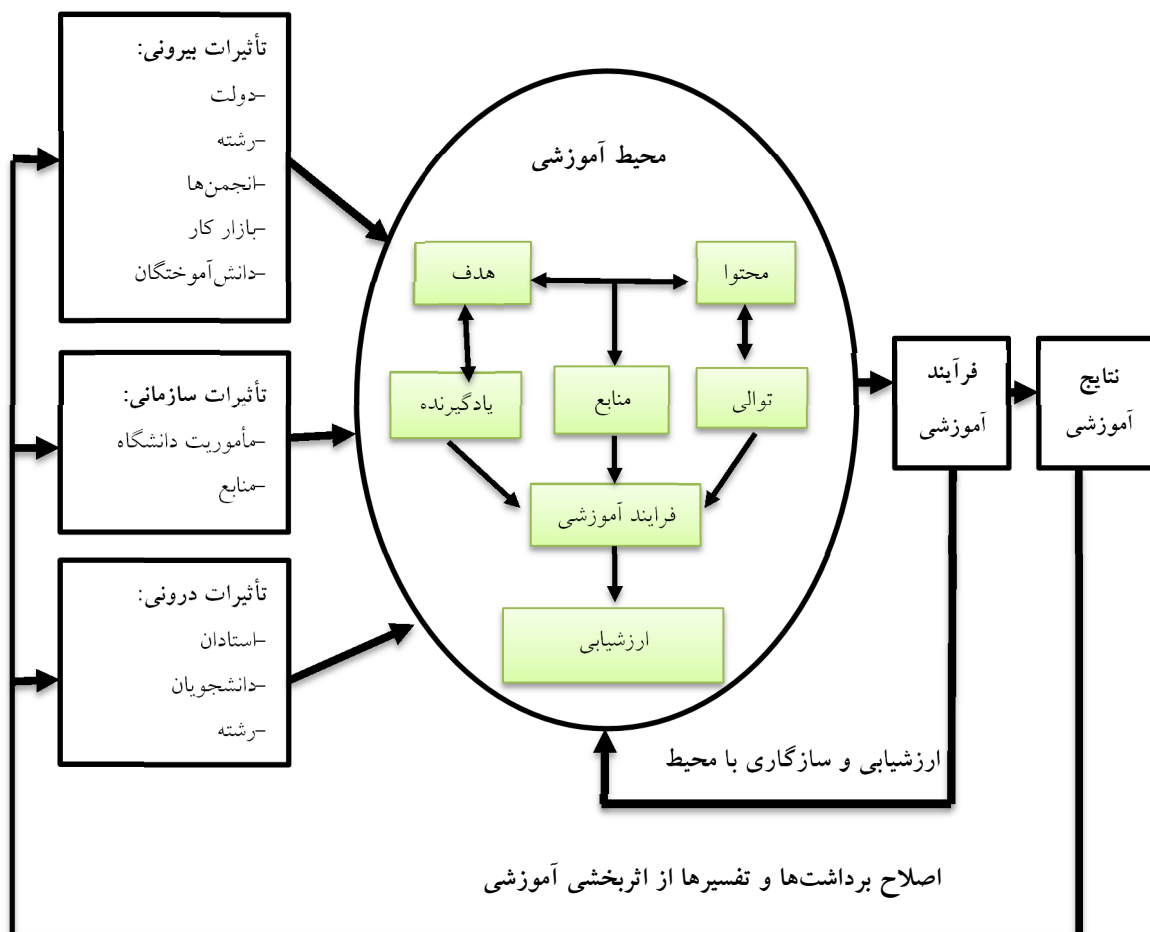 تأثیرات بیرونی:
-دولت
-رشته
-انجمن‌ها
-بازار کار
-دانش‌آموختگان
تأثیرات سازمانی:
-مأموریت دانشگاه
-منابع
تأثیرات درونی:
-استادان
-دانشجویان
-رشته
محیط آموزشی
محتوا
هدف
توالی
منابع
یادگیرنده
فرایند آموزشی
ارزشیابی
فرآیند
آموزشی
نتایج
آموزشی
ارزشیابی و سازگاری با محیط
اصلاح برداشت‌ها و تفسیرها از اثربخشی آموزشی